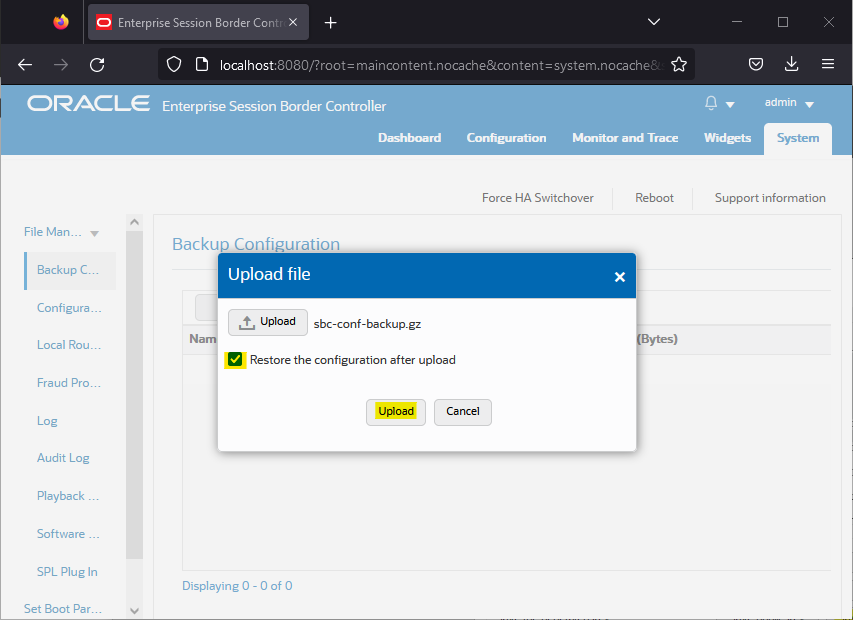 Enterprise Session Border Contr
localhost:8080/?root=maincontent.nocache&content=system.nocache&
ORACLE Enterprise Session Border Controller
admin
Dashboard Configuration Monitor and Trace Widgets System
Force HA Switchover Reboot Support information
File Man...
Backup C...
Configura...
Local Rou...
Fraud Pro...
Log
Audit Log
Playback ...
Software ...
SPL Plug In
Set Boot Par...
Backup Configuration
Nam (Bytes)
Upload file
Upload sbc-conf-backup.gz
Restore the configuration after upload
Upload Cancel
Displaying 0 - 0 of 0